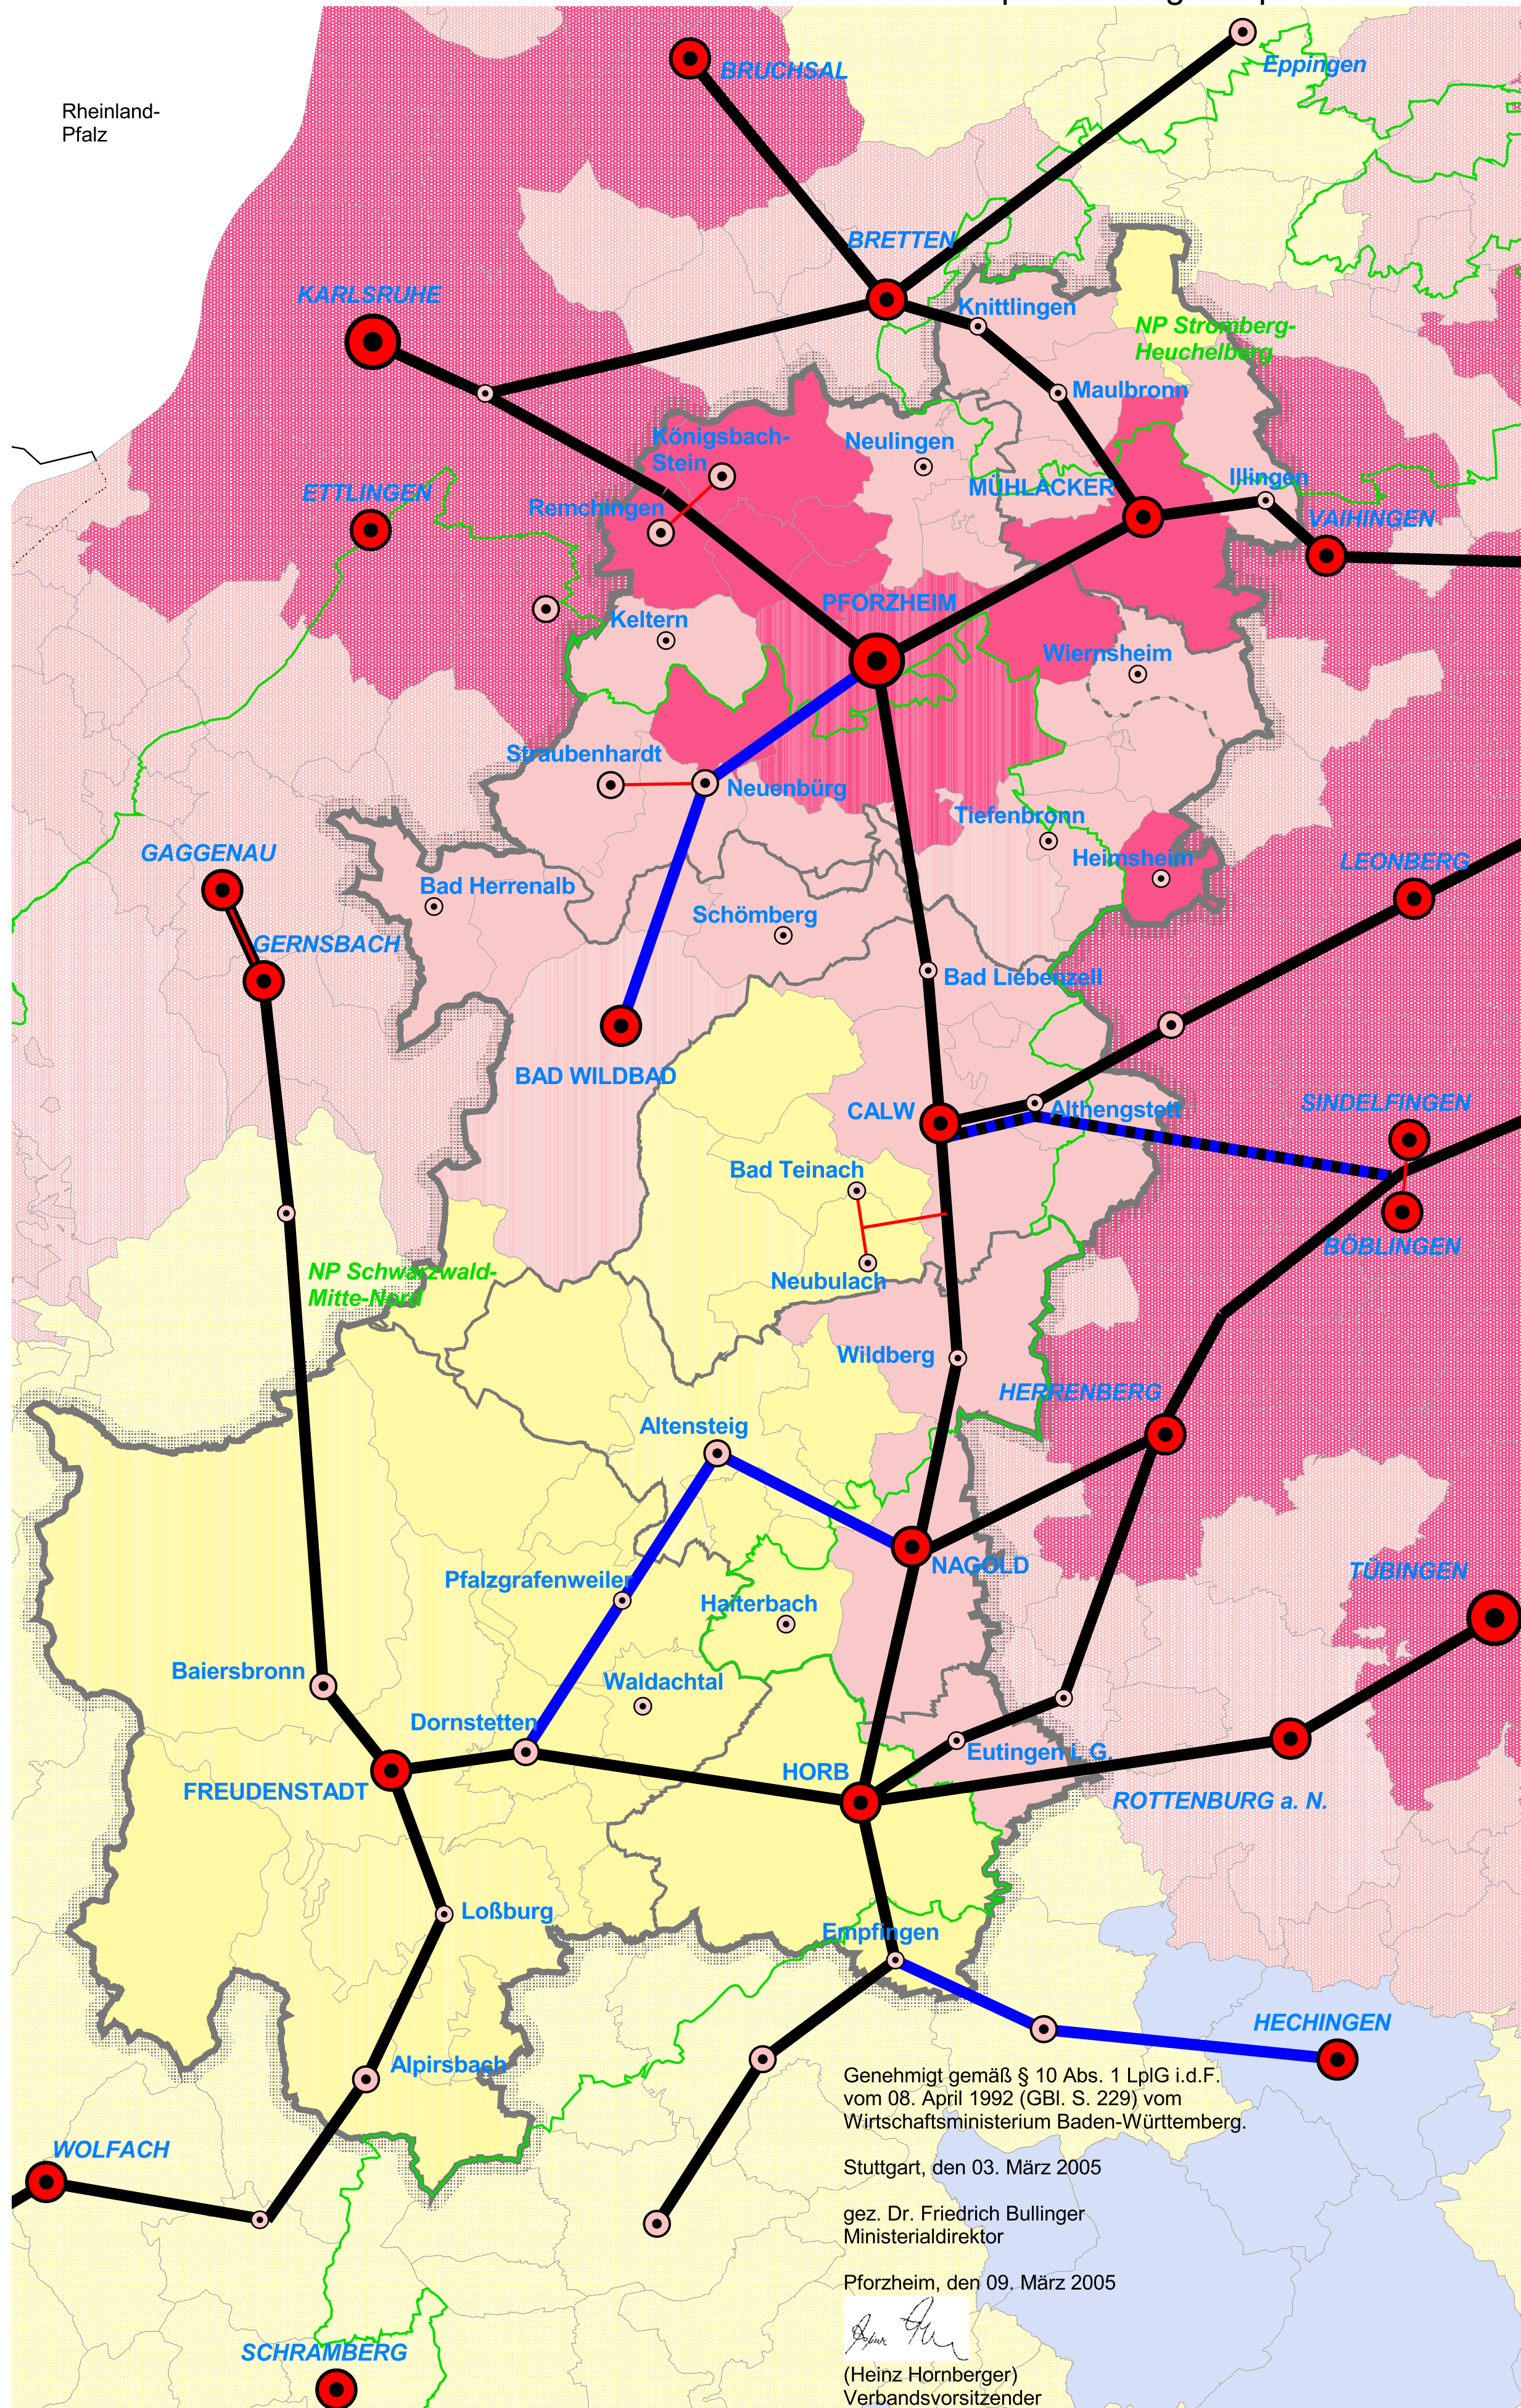 BRUCHSAL
Eppingen
Rheinland-
Pfalz
BRETTEN
KARLSRUHE
Knittlingen
NP Stromberg-
Heuchelberg
Maulbronn
Königsbach-
Stein
Neulingen
Illingen
MÜHLACKER
ETTLINGEN
Remchingen
VAIHINGEN
PFORZHEIM
Keltern
Wiernsheim
Straubenhardt
Neuenbürg
Tiefenbronn
Heimsheim
GAGGENAU
LEONBERG
Bad Herrenalb
Schömberg
GERNSBACH
Bad Liebenzell
BAD WILDBAD
CALW
Althengstett
SINDELFINGEN
Bad Teinach
BÖBLINGEN
NP Schwarzwald-
Mitte-Nord
Neubulach
Wildberg
HERRENBERG
Altensteig
NAGOLD
TÜBINGEN
Pfalzgrafenweiler
Haiterbach
Baiersbronn
Waldachtal
Dornstetten
Eutingen i. G.
HORB
FREUDENSTADT
ROTTENBURG a. N.
Loßburg
Empfingen
HECHINGEN
Alpirsbach
Genehmigt gemäß § 10 Abs. 1 LplG i.d.F.
vom 08. April 1992 (GBl. S. 229) vom
Wirtschaftsministerium Baden-Württemberg.
WOLFACH
Stuttgart, den 03. März 2005
gez. Dr. Friedrich Bullinger
Ministerialdirektor
Pforzheim, den 09. März 2005
SCHRAMBERG
(Heinz Hornberger)
Verbandsvorsitzender